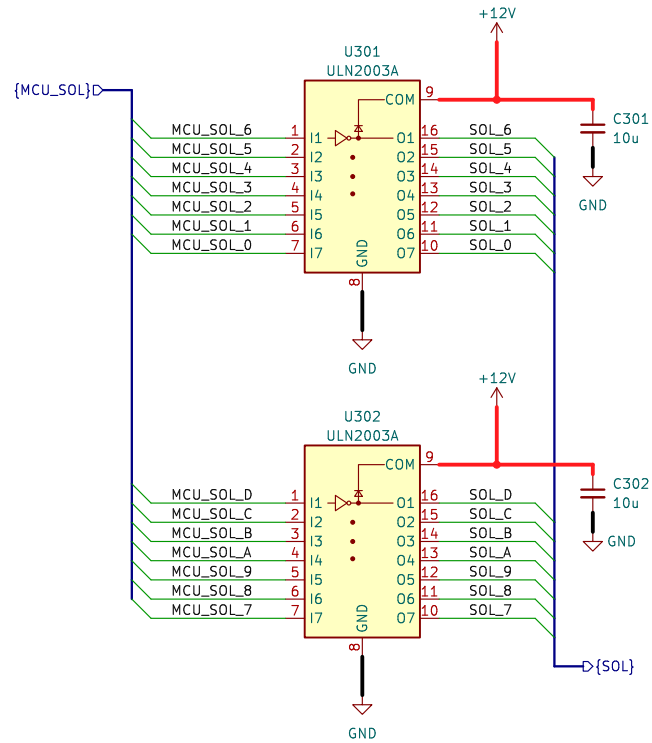 +12V
U301
ULN2003A
{MCU_SOL}
COM 9
C301
10u
MCU_SOL_6 1 I1 O1 16 SOL_6
MCU_SOL_5 2 I2 O2 15 SOL_5
MCU_SOL_4 3 I3 O3 14 SOL_4
MCU_SOL_3 4 I4 O4 13 SOL_3
MCU_SOL_2 5 I5 O5 12 SOL_2
MCU_SOL_1 6 I6 O6 11 SOL_1
MCU_SOL_0 7 I7 O7 10 SOL_0
GND
GND
8
GND
+12V
U302
ULN2003A
COM 9
C302
10u
MCU_SOL_D 1 I1 O1 16 SOL_D
MCU_SOL_C 2 I2 O2 15 SOL_C
MCU_SOL_B 3 I3 O3 14 SOL_B
MCU_SOL_A 4 I4 O4 13 SOL_A
MCU_SOL_9 5 I5 O5 12 SOL_9
MCU_SOL_8 6 I6 O6 11 SOL_8
MCU_SOL_7 7 I7 O7 10 SOL_7
GND
GND
8
{SOL}
GND